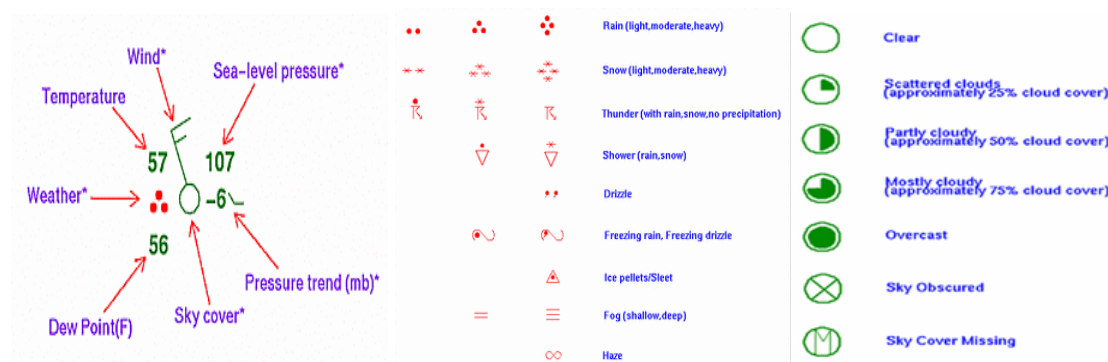 Wind*
Sea-level pressure*
Temperature
57
107
Weather*
-6
56
Pressure trend (mb)*
Sky cover*
Dew Point(F)
Rain (light,moderate,heavy)
Snow (light,moderate,heavy)
Thunder (with rain,snow,no precipitation)
Shower (rain,snow)
Drizzle
Freezing rain, Freezing drizzle
Ice pellets/Sleet
Fog (shallow,deep)
Haze
Clear
Scattered clouds
(approximately 25% cloud cover)
Partly cloudy
(approximately 50% cloud cover)
Mostly cloudy
(approximately 75% cloud cover)
Overcast
Sky Obscured
M
Sky Cover Missing